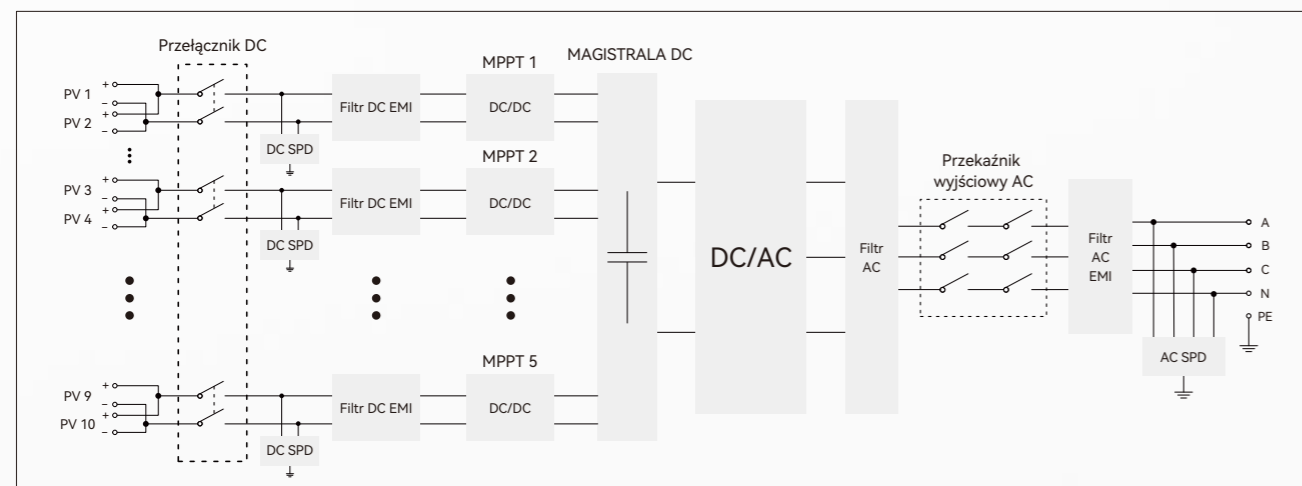 Przełącznik DC
MAGISTRALA DC
MPPT 1
PV 1
+
–
PV 2
+
–
Filtr DC EMI
DC/DC
DC SPD
MPPT 2
PV 3
+
–
PV 4
+
–
Filtr DC EMI
DC/DC
DC SPD
MPPT 5
PV 9
+
–
PV 10
+
–
Filtr DC EMI
DC/DC
DC SPD
DC/AC
Filtr
AC
Przekaźnik
wyjściowy AC
Filtr
AC
EMI
A
B
C
N
PE
AC SPD